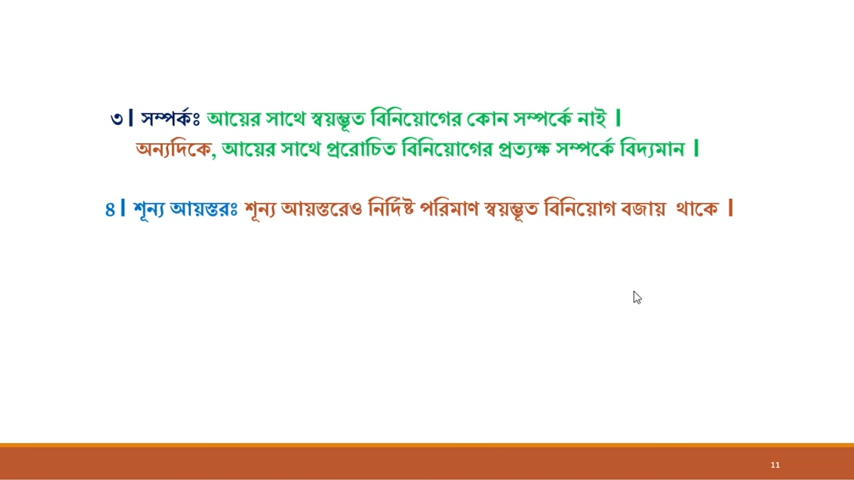 ৩। সম্পর্কঃ আয়ের সাথে স্বয়ম্ভূত বিনিয়োগের কোন সম্পর্কে নাই ।
অন্যদিকে, আয়ের সাথে প্ররোচিত বিনিয়োগের প্রত্যক্ষ সম্পর্কে বিদ্যমান ।
৪। শূন্য আয়স্তরঃ শূন্য আয়স্তরেও নির্দিষ্ট পরিমাণ স্বয়ম্ভূত বিনিয়োগ বজায় থাকে ।
11